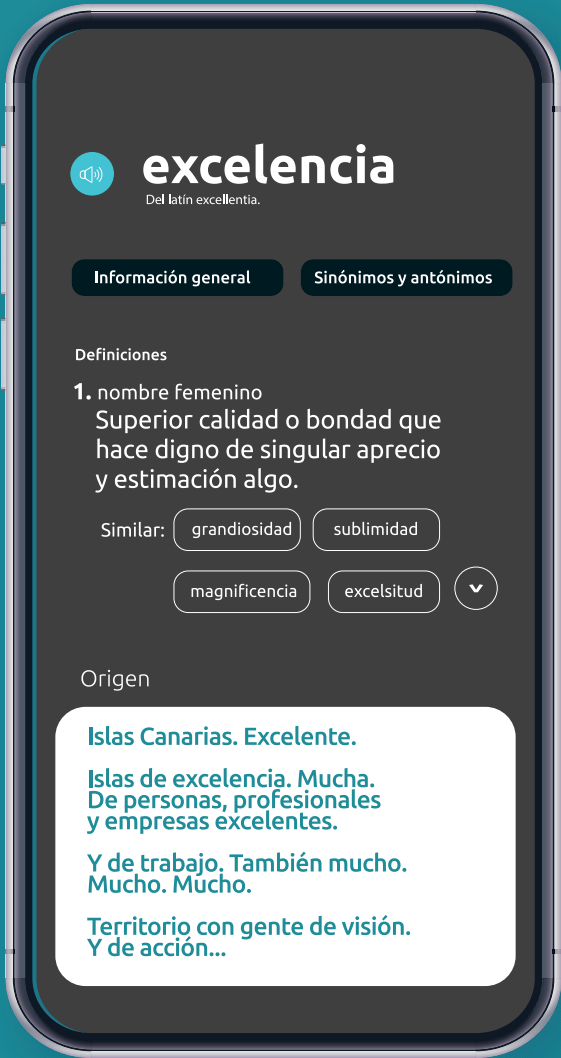 excelencia
Del latín excellentia.
Información general
Sinónimos y antónimos
Definiciones
1. nombre femenino
Superior calidad o bondad que
hace digno de singular aprecio
y estimación algo.
Similar: grandiosidad sublimidad
magnificencia excelsitud
Origen
Islas Canarias. Excelente.
Islas de excelencia. Mucha.
De personas, profesionales
y empresas excelentes.
Y de trabajo. También mucho.
Mucho. Mucho.
Territorio con gente de visión.
Y de acción...